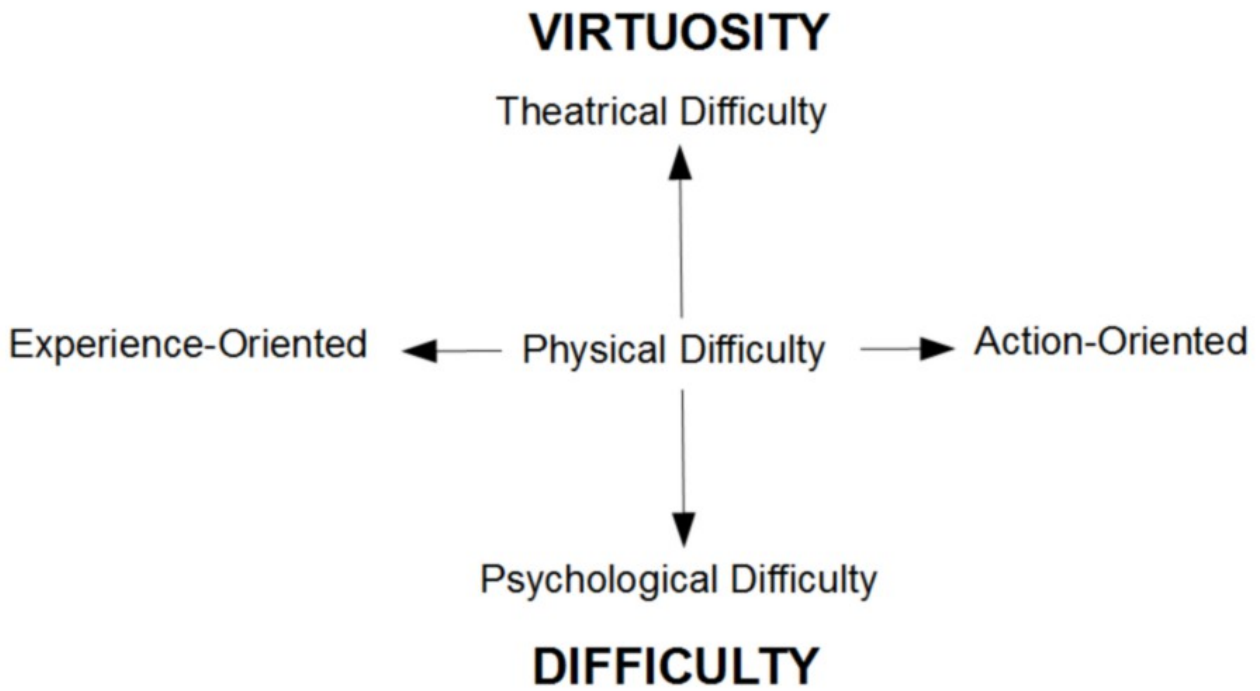 VIRTUOSITY
Theatrical Difficulty
Experience-Oriented
Physical Difficulty
Action-Oriented
Psychological Difficulty
DIFFICULTY